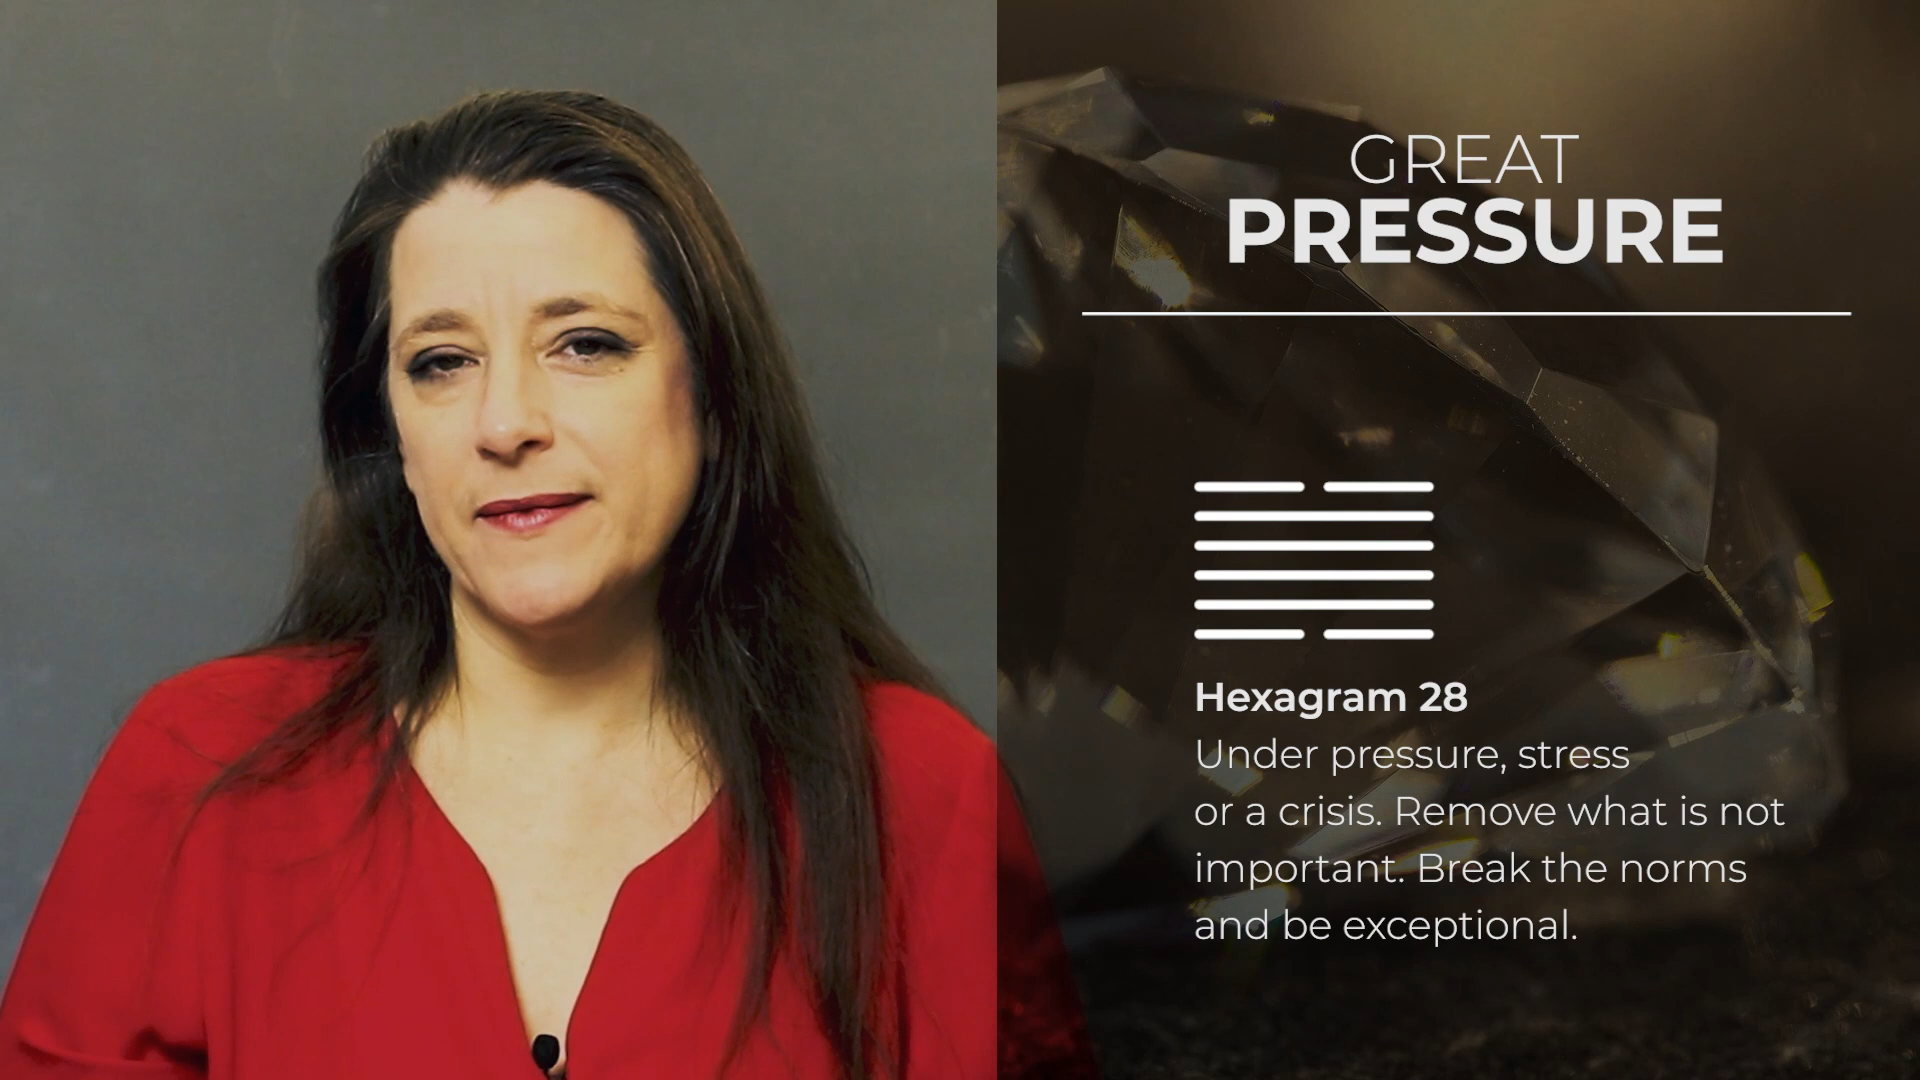 GREAT
PRESSURE
Hexagram 28
Under pressure, stress
or a crisis. Remove what is not
important. Break the norms
and be exceptional.